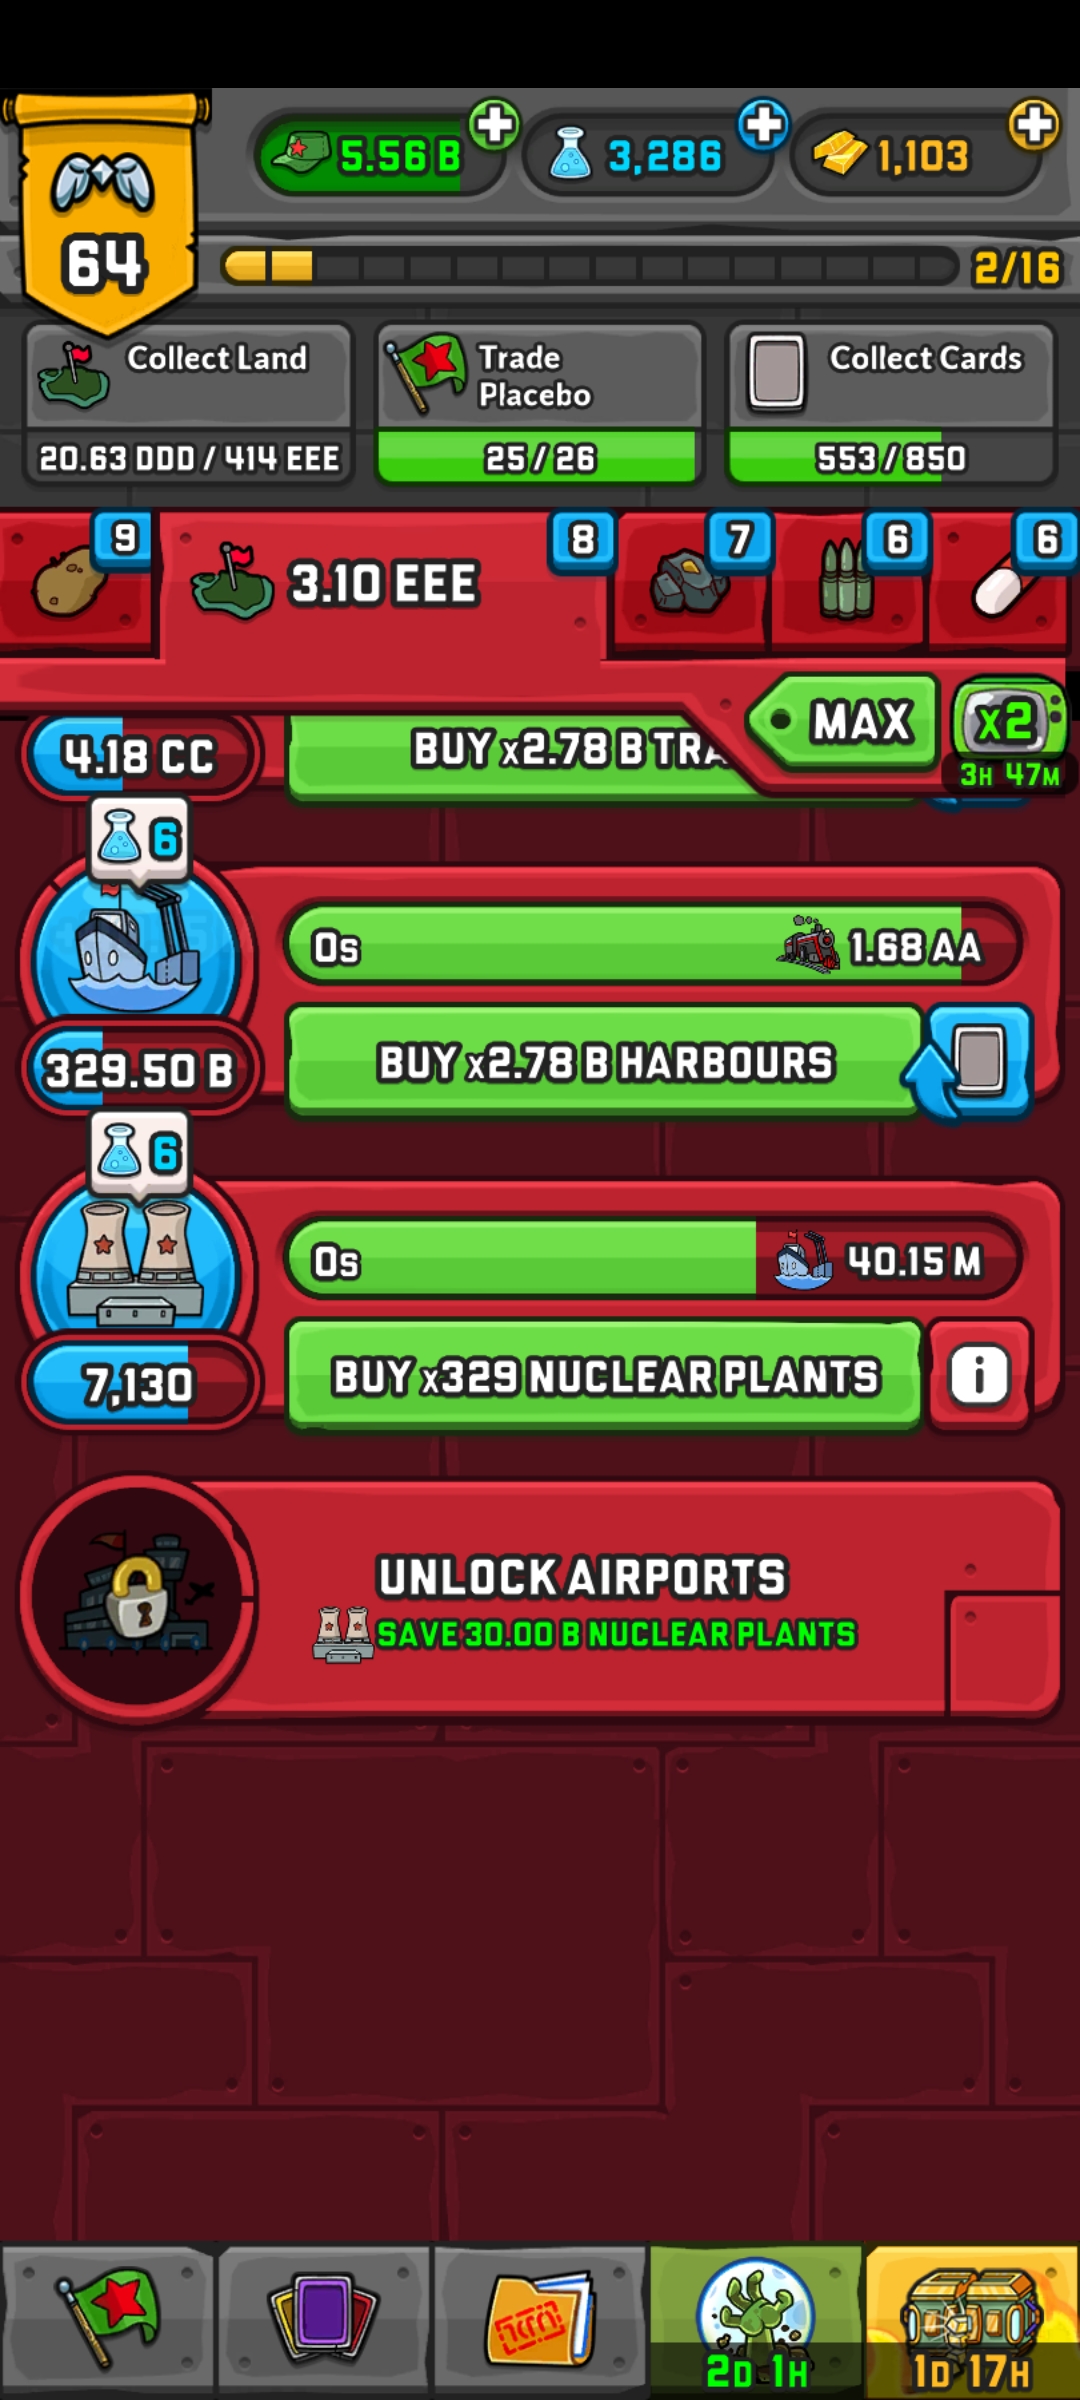 5.56 B
3,286
1,103
64
2/16
Collect Land
20.63 DDD / 414 EEE
Trade
Placebo
25 / 26
Collect Cards
553 / 850
9
3.10 EEE
8
7
6
6
MAX
x2
3H 47M
4.18 CC
BUY x2.78 B TRA
6
0s
1.68 AA
329.50 B
BUY x2.78 B HARBOURS
6
0s
40.15 M
7,130
BUY x329 NUCLEAR PLANTS
i
UNLOCK AIRPORTS
SAVE 30.00 B NUCLEAR PLANTS
2D 1H
1D 17H